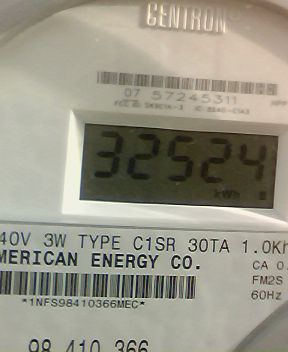 CENTRON
07 57245311
32524
kWh
40V 3W TYPE C1SR 30TA 1.0Kh
MERICAN ENERGY CO.
CA 0.
FM2S
60Hz
*1NFS98410366MEC*
98 410 366